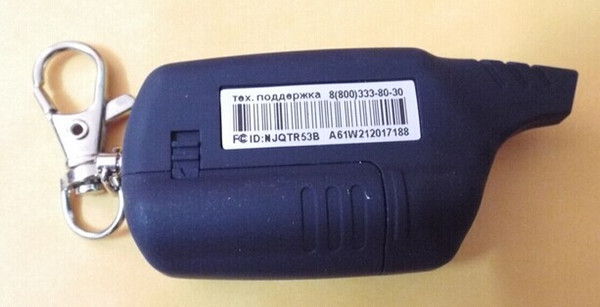 тех. поддержка 8(800)333-80-30
FC ID:NJQTR53B A61W212017188